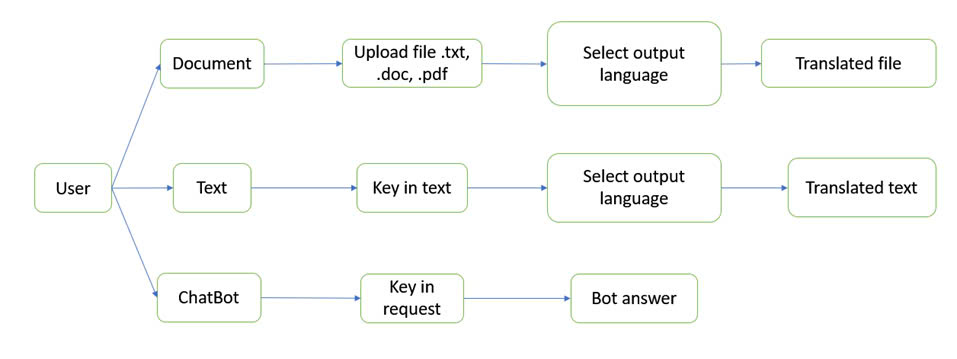 Document
Upload file .txt,
.doc, .pdf
Select output
language
Translated file
User
Text
Key in text
Select output
language
Translated text
ChatBot
Key in
request
Bot answer